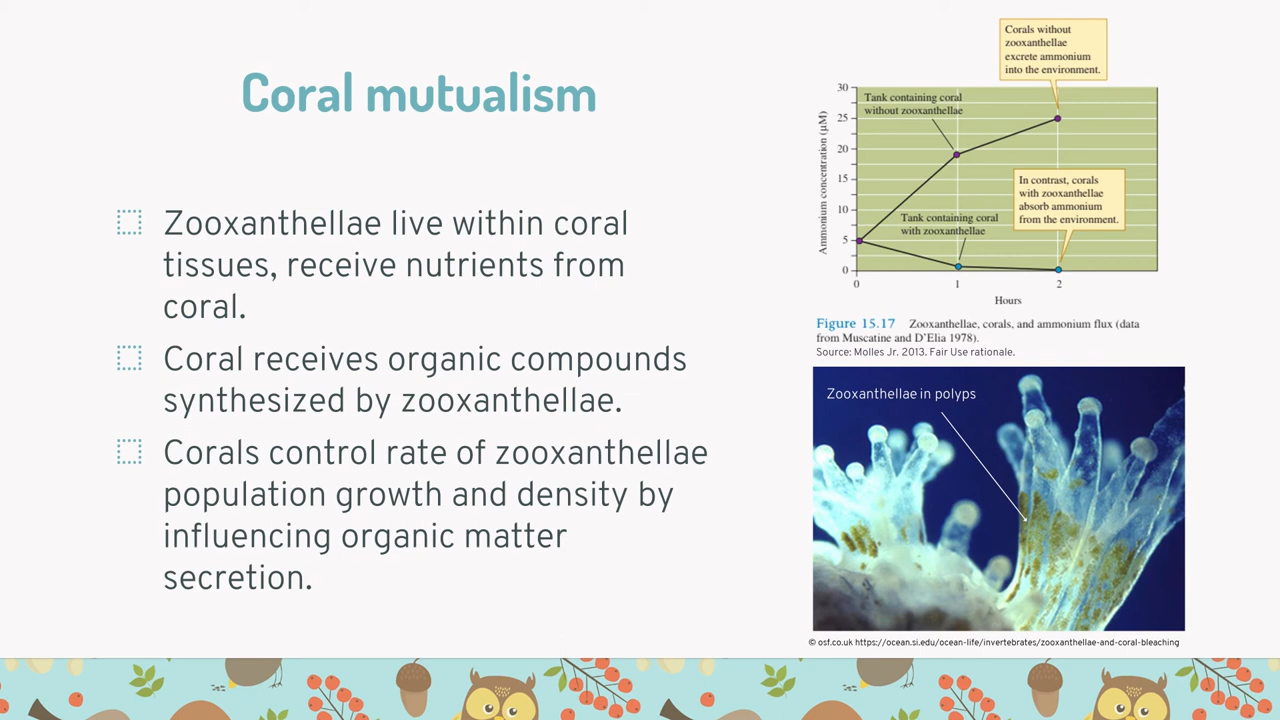 Coral mutualism
Zooxanthellae live within coral
tissues, receive nutrients from
coral.
Coral receives organic compounds
synthesized by zooxanthellae.
Corals control rate of zooxanthellae
population growth and density by
influencing organic matter
secretion.
Corals without
zooxanthellae
excrete ammonium
into the environment.
Tank containing coral
without zooxanthellae
In contrast, corals
with zooxanthellae
absorb ammonium
from the environment.
Tank containing coral
with zooxanthellae
Ammonium concentration (μM)
30
25
20
15
10
5
0
0 1 2
Hours
Figure 15.17 Zooxanthellae, corals, and ammonium flux (data
from Muscatine and D'Elia 1978).
Source: Molles Jr. 2013. Fair Use rationale.
Zooxanthellae in polyps
© osf.co.uk https://ocean.si.edu/ocean-life/invertebrates/zooxanthellae-and-coral-bleaching